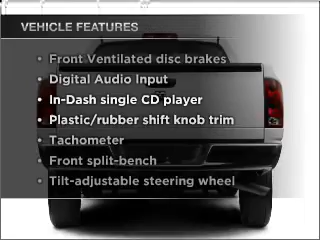 VEHICLE FEATURES
• Front Ventilated disc brakes
• Digital Audio Input
• In-Dash single CD player
• Plastic/rubber shift knob trim
• Tachometer
• Front split-bench
• Tilt-adjustable steering wheel